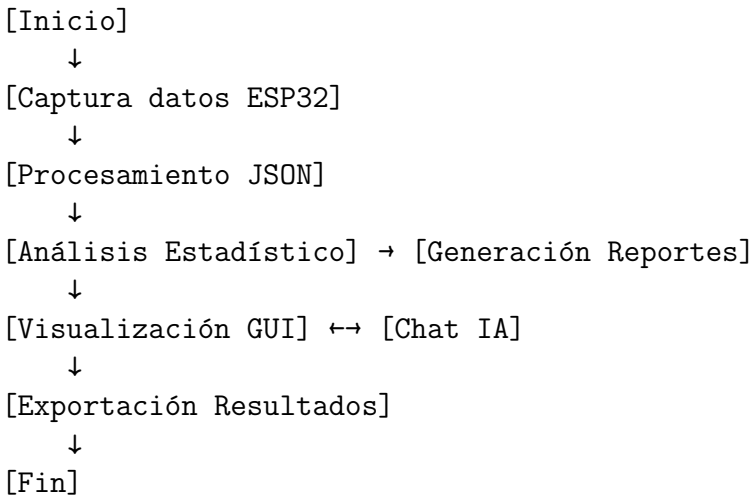 [Inicio]
↓
[Captura datos ESP32]
↓
[Procesamiento JSON]
↓
[Análisis Estadístico] → [Generación Reportes]
↓
[Visualización GUI] ←→ [Chat IA]
↓
[Exportación Resultados]
↓
[Fin]